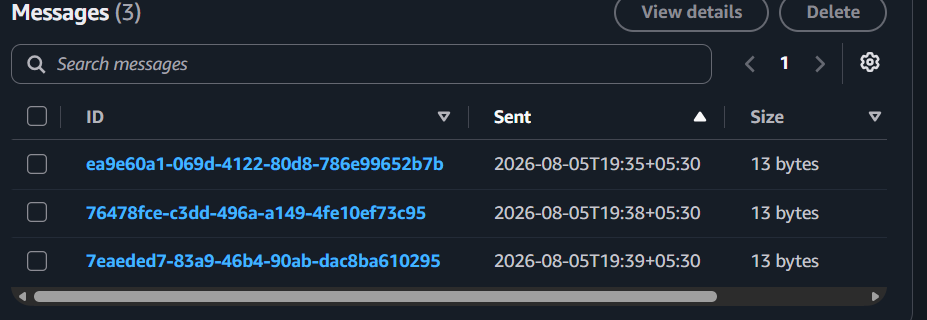 Messages (3)
View details
Delete
Search messages
1
ID
Sent
Size
ea9e60a1-069d-4122-80d8-786e99652b7b
2026-08-05T19:35+05:30
13 bytes
76478fce-c3dd-496a-a149-4fe10ef73c95
2026-08-05T19:38+05:30
13 bytes
7eaeded7-83a9-46b4-90ab-dac8ba610295
2026-08-05T19:39+05:30
13 bytes